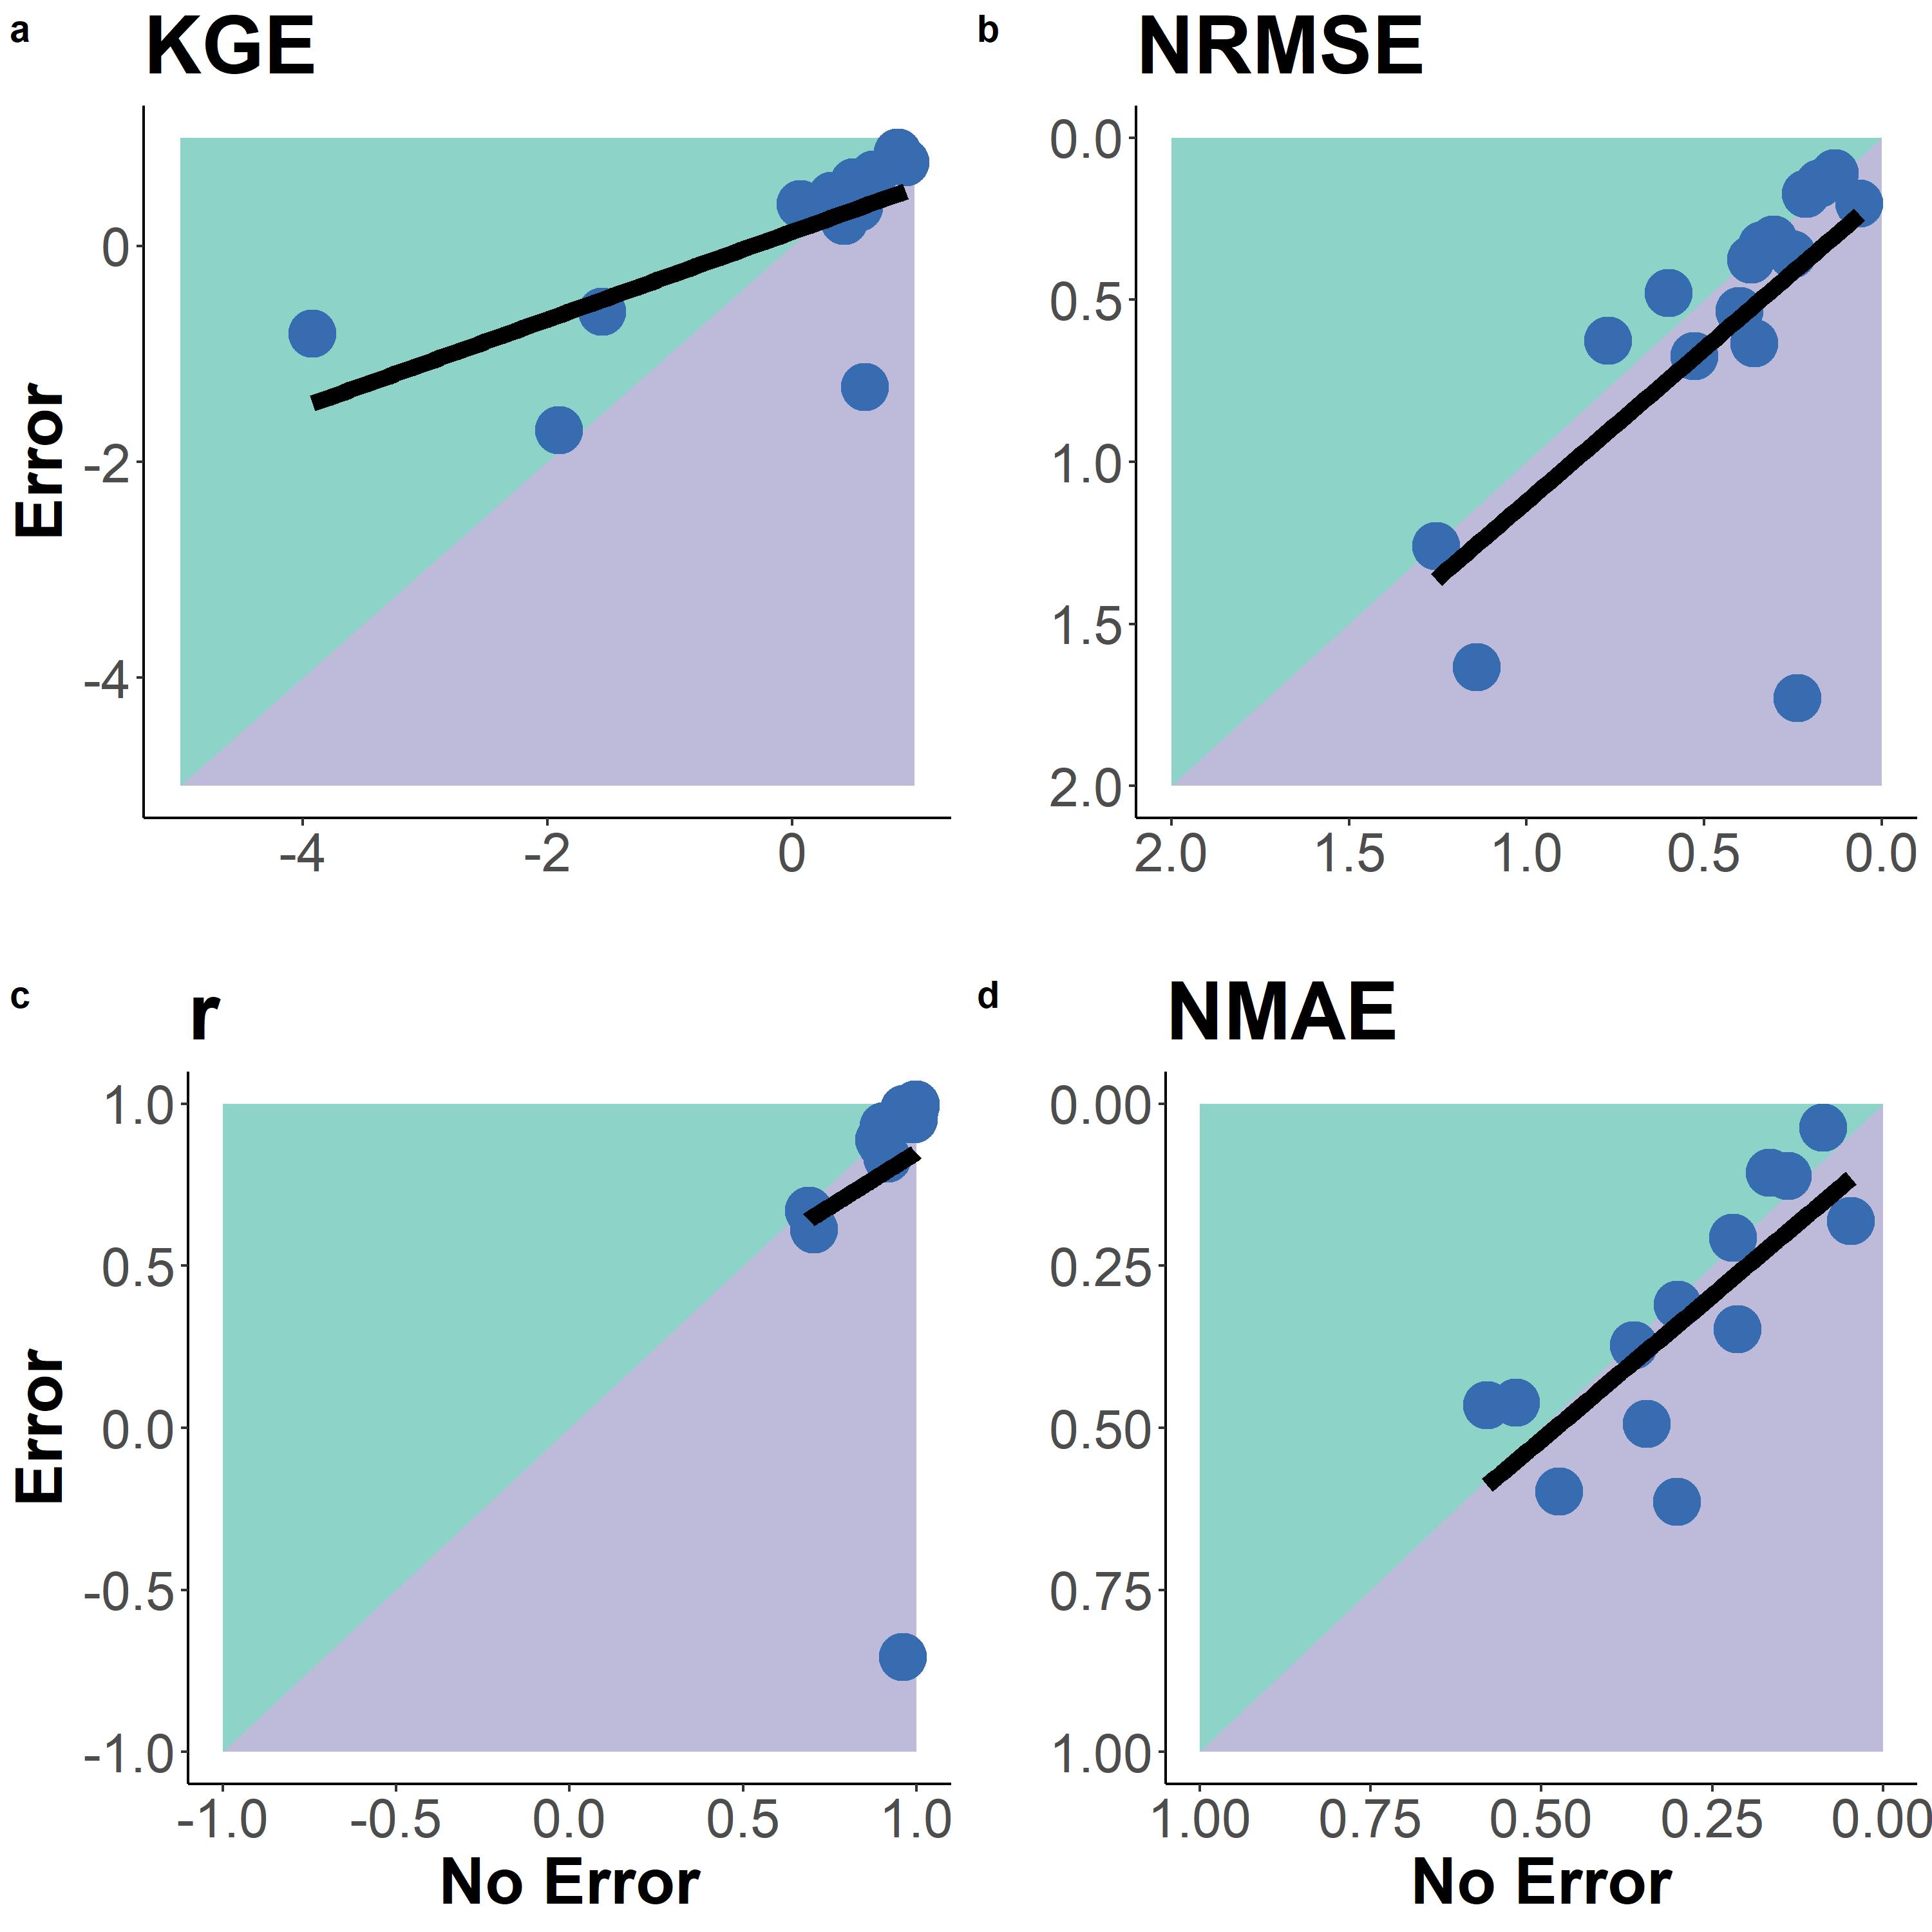 a KGE
0
-2
-4
Error
-4 -2 0
b NRMSE
0.0
0.5
1.0
1.5
2.0
2.0 1.5 1.0 0.5 0.0
c r
1.0
0.5
0.0
-0.5
-1.0
Error
-1.0 -0.5 0.0 0.5 1.0
No Error
d NMAE
0.00
0.25
0.50
0.75
1.00
1.00 0.75 0.50 0.25 0.00
No Error